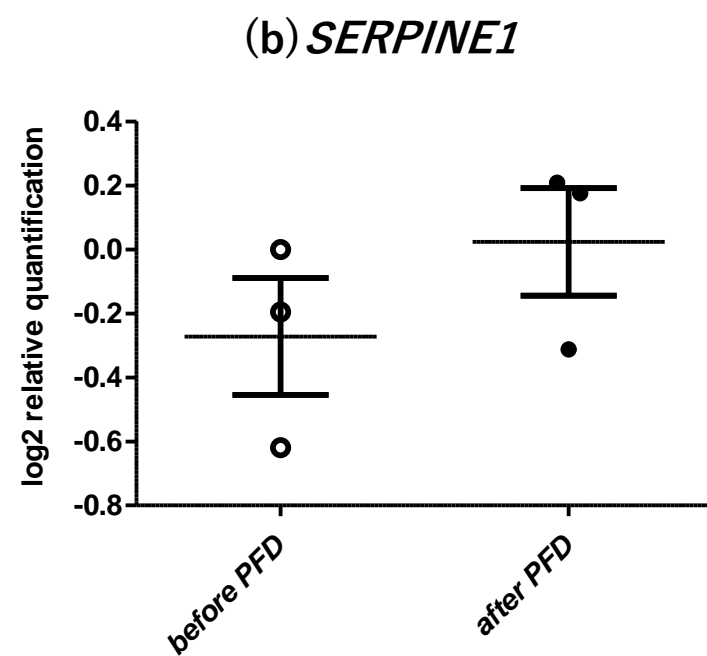 (b) SERPINE1
log2 relative quantification
0.4
0.2
0.0
-0.2
-0.4
-0.6
-0.8
before PFD
after PFD